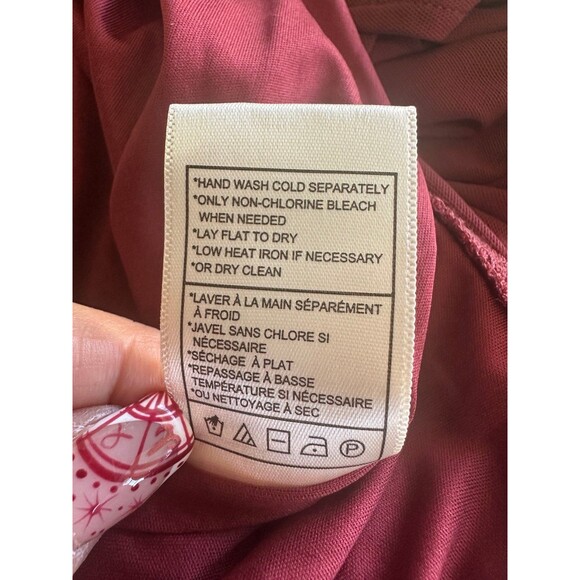 *HAND WASH COLD SEPARATELY
*ONLY NON-CHLORINE BLEACH
WHEN NEEDED
*LAY FLAT TO DRY
*LOW HEAT IRON IF NECESSARY
*OR DRY CLEAN
*LAVER À LA MAIN SÉPARÉMENT
À FROID
*JAVEL SANS CHLORE SI
NÉCESSAIRE
*SÉCHAGE À PLAT
*REPASSAGE À BASSE
TEMPÉRATURE SI NÉCESSAIRE
*OU NETTOYAGE À SEC
P